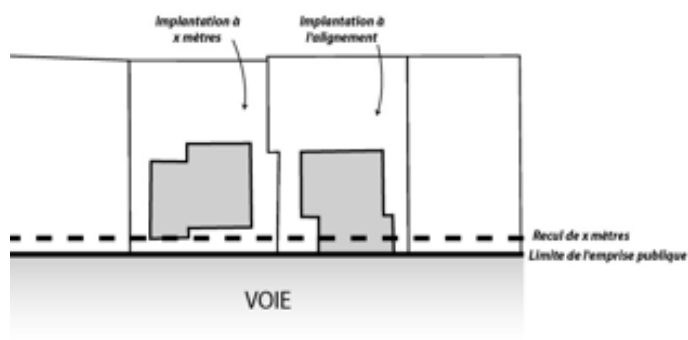 Implantation à
x mètres
Implantation à
l'alignement
Recul de x mètres
Limite de l'emprise publique
VOIE